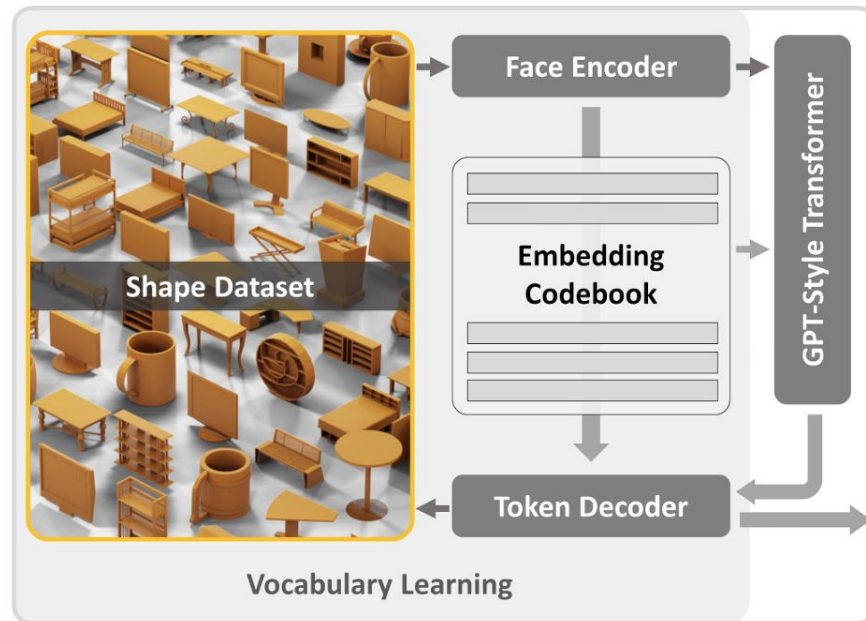 Shape Dataset
Face Encoder
Embedding
Codebook
Token Decoder
GPT-Style Transformer
Vocabulary Learning